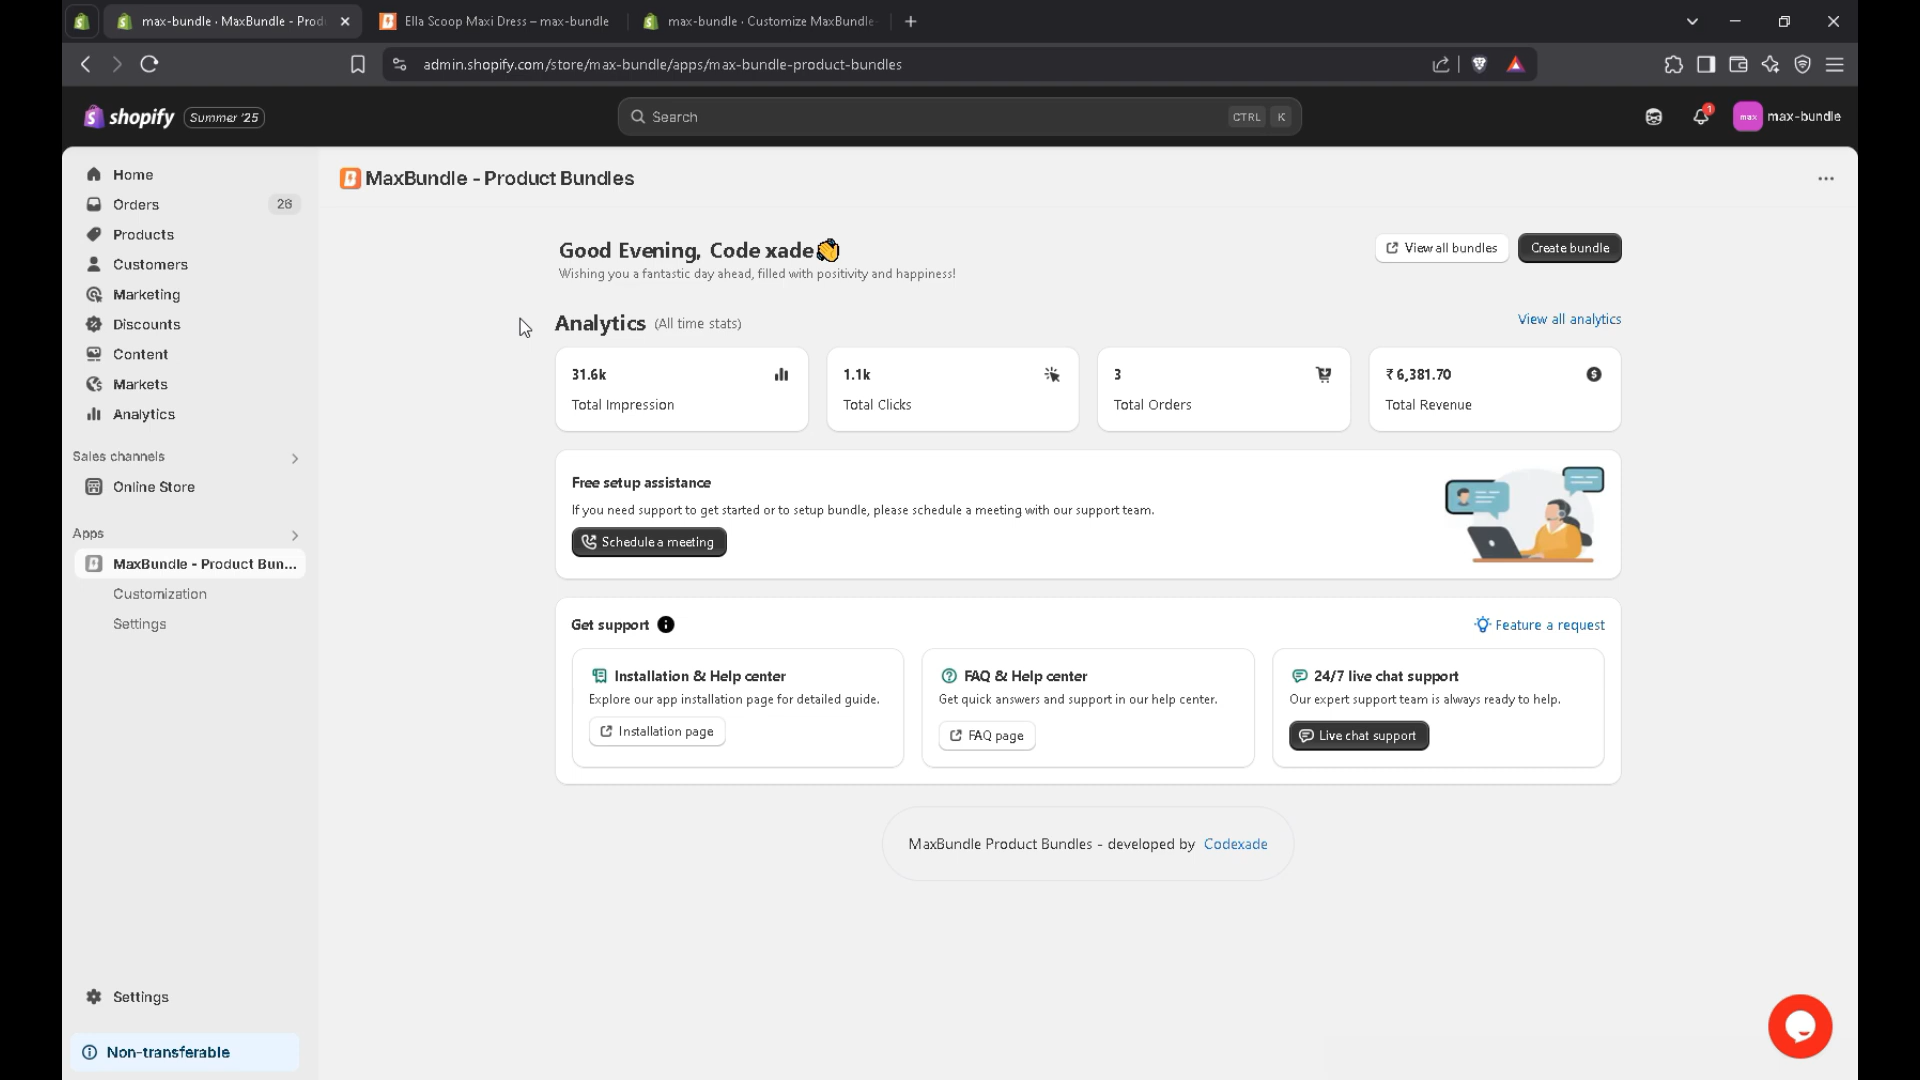 max-bundle · MaxBundle - Prod
Ella Scoop Maxi Dress – max-bundle
max-bundle · Customize MaxBundle
admin.shopify.com/store/max-bundle/apps/max-bundle-product-bundles
shopify
Summer '25
Search
CTRL
K
1
max
max-bundle
Home
Orders
26
Products
Customers
Marketing
Discounts
Content
Markets
Analytics
Sales channels
Online Store
Apps
MaxBundle - Product Bun...
Customization
Settings
Settings
Non-transferable
MaxBundle - Product Bundles
Good Evening, Code xade👋
Wishing you a fantastic day ahead, filled with positivity and happiness!
View all bundles
Create bundle
Analytics (All time stats)
View all analytics
31.6k
Total Impression
1.1k
Total Clicks
3
Total Orders
₹ 6,381.70
Total Revenue
Free setup assistance
If you need support to get started or to setup bundle, please schedule a meeting with our support team.
Schedule a meeting
Get support
Feature a request
Installation & Help center
Explore our app installation page for detailed guide.
Installation page
FAQ & Help center
Get quick answers and support in our help center.
FAQ page
24/7 live chat support
Our expert support team is always ready to help.
Live chat support
MaxBundle Product Bundles - developed by Codexade